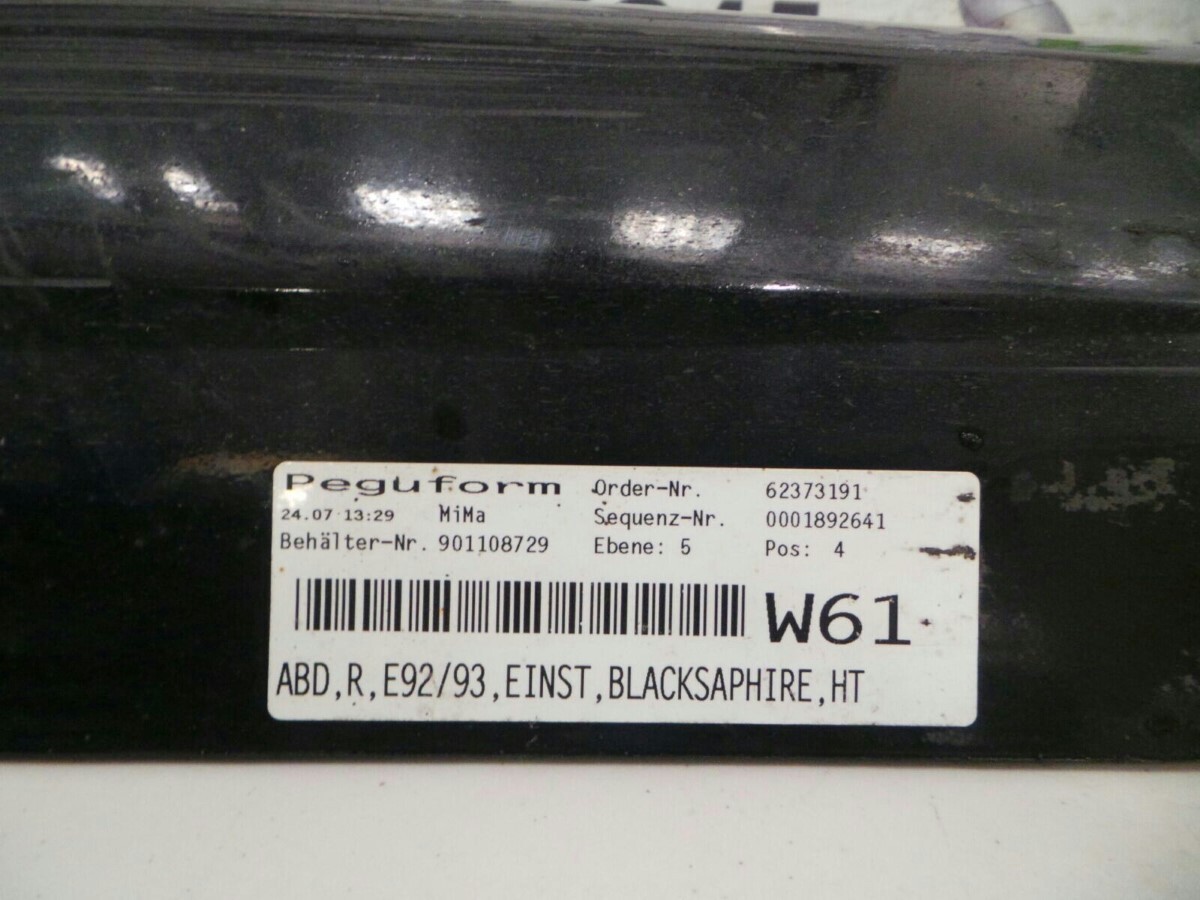 Peguform Order-Nr. 62373191
24.07 13:29 MiMa Sequenz-Nr. 0001892641
Behälter-Nr. 901108729 Ebene: 5 Pos: 4
W61
ABD,R,E92/93,EINST,BLACKSAPHIRE,HT